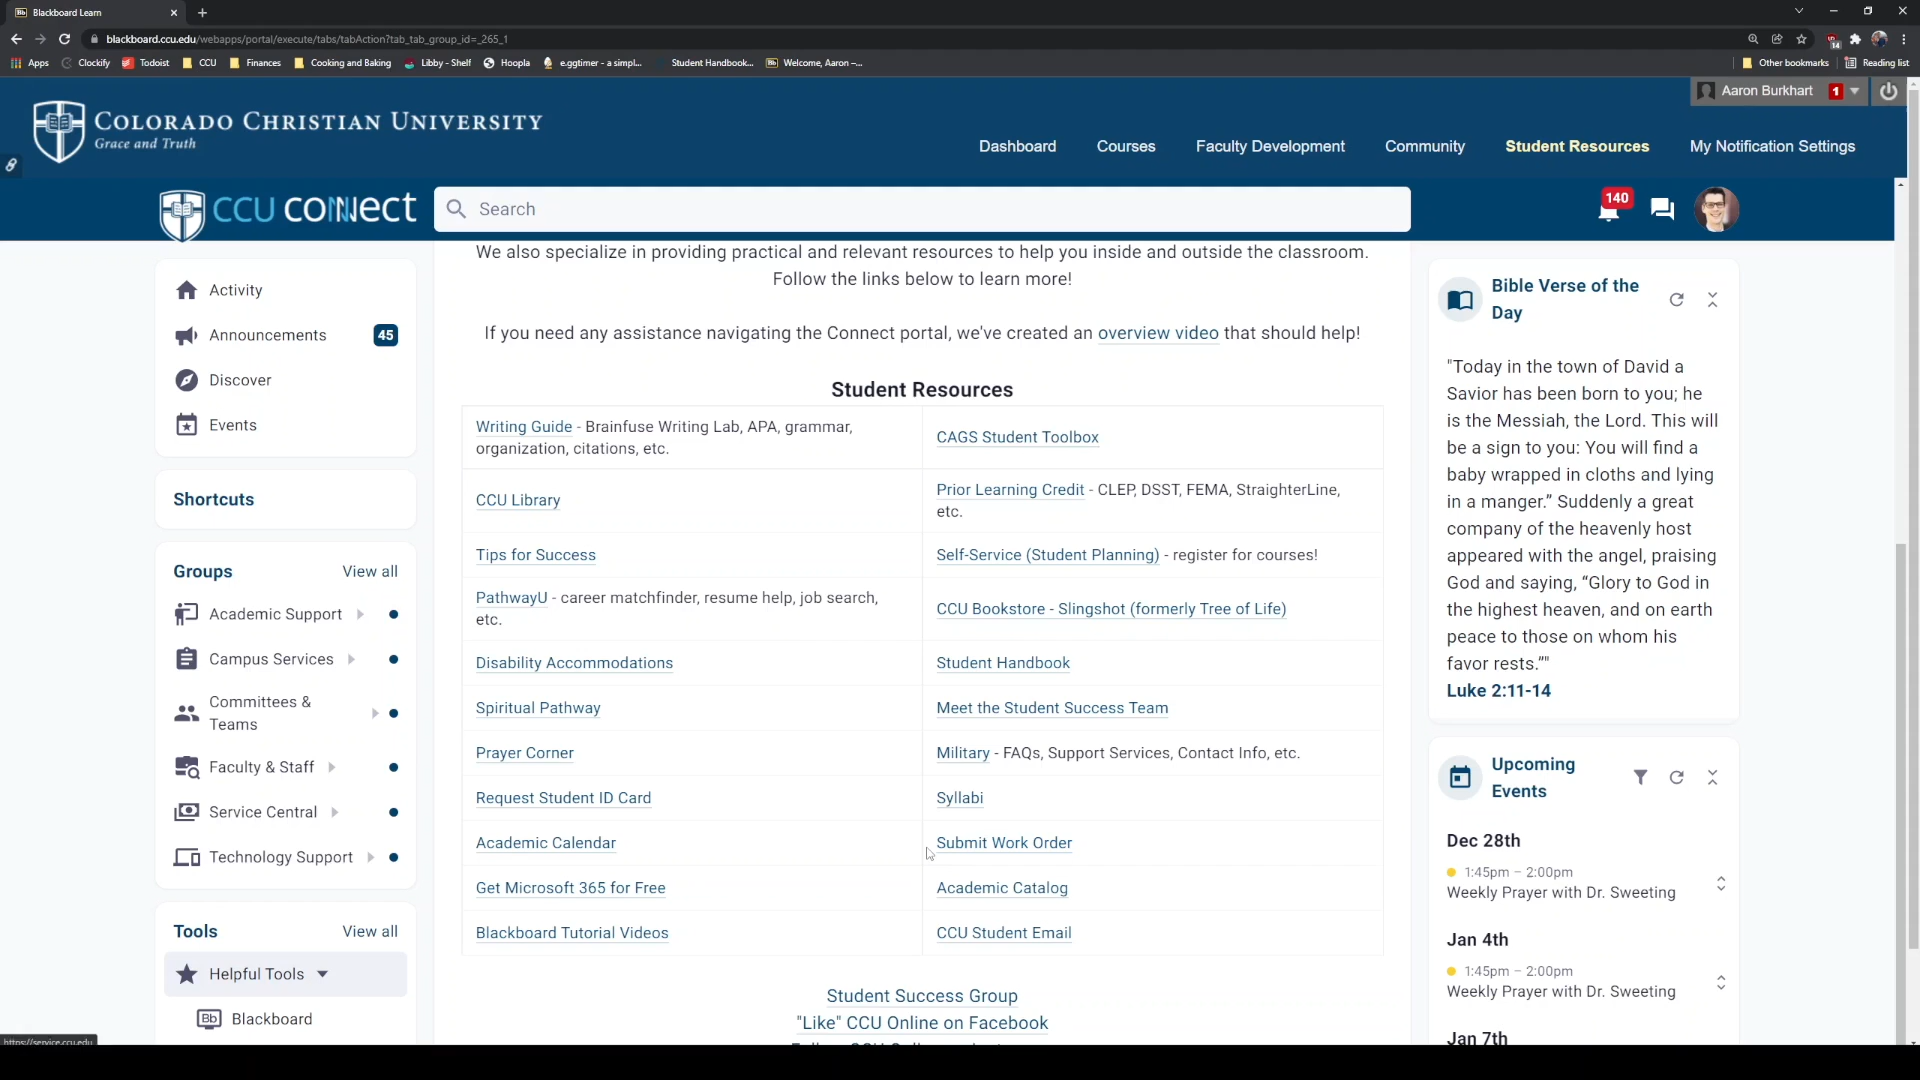 Blackboard Learn
blackboard.ccu.edu/webapps/portal/execute/tabs/tabAction?tab_tab_group_id=_265_1
Apps
Clockify
Todoist
CCU
Finances
Cooking and Baking
Libby - Shelf
Hoopla
e.ggtimer - a simpl...
Student Handbook...
Welcome, Aaron –...
Other bookmarks
Reading list
14
Aaron Burkhart
1
COLORADO CHRISTIAN UNIVERSITY
Grace and Truth
Dashboard
Courses
Faculty Development
Community
Student Resources
My Notification Settings
CCU CONNECT
Search
140
Activity
Announcements
45
Discover
Events
Shortcuts
Groups
View all
Academic Support
Campus Services
Committees &
Teams
Faculty & Staff
Service Central
Technology Support
Tools
View all
Helpful Tools
Bb
Blackboard
https://service.ccu.edu
We also specialize in providing practical and relevant resources to help you inside and outside the classroom.
Follow the links below to learn more!
If you need any assistance navigating the Connect portal, we've created an overview video that should help!
Student Resources
Writing Guide - Brainfuse Writing Lab, APA, grammar,
organization, citations, etc.
CAGS Student Toolbox
CCU Library
Prior Learning Credit - CLEP, DSST, FEMA, StraighterLine,
etc.
Tips for Success
Self-Service (Student Planning) - register for courses!
PathwayU - career matchfinder, resume help, job search,
etc.
CCU Bookstore - Slingshot (formerly Tree of Life)
Disability Accommodations
Student Handbook
Spiritual Pathway
Meet the Student Success Team
Prayer Corner
Military - FAQs, Support Services, Contact Info, etc.
Request Student ID Card
Syllabi
Academic Calendar
Submit Work Order
Get Microsoft 365 for Free
Academic Catalog
Blackboard Tutorial Videos
CCU Student Email
Student Success Group
"Like" CCU Online on Facebook
Bible Verse of the
Day
"Today in the town of David a
Savior has been born to you; he
is the Messiah, the Lord. This will
be a sign to you: You will find a
baby wrapped in cloths and lying
in a manger.” Suddenly a great
company of the heavenly host
appeared with the angel, praising
God and saying, “Glory to God in
the highest heaven, and on earth
peace to those on whom his
favor rests.”"
Luke 2:11-14
Upcoming
Events
Dec 28th
1:45pm – 2:00pm
Weekly Prayer with Dr. Sweeting
Jan 4th
1:45pm – 2:00pm
Weekly Prayer with Dr. Sweeting
Jan 7th